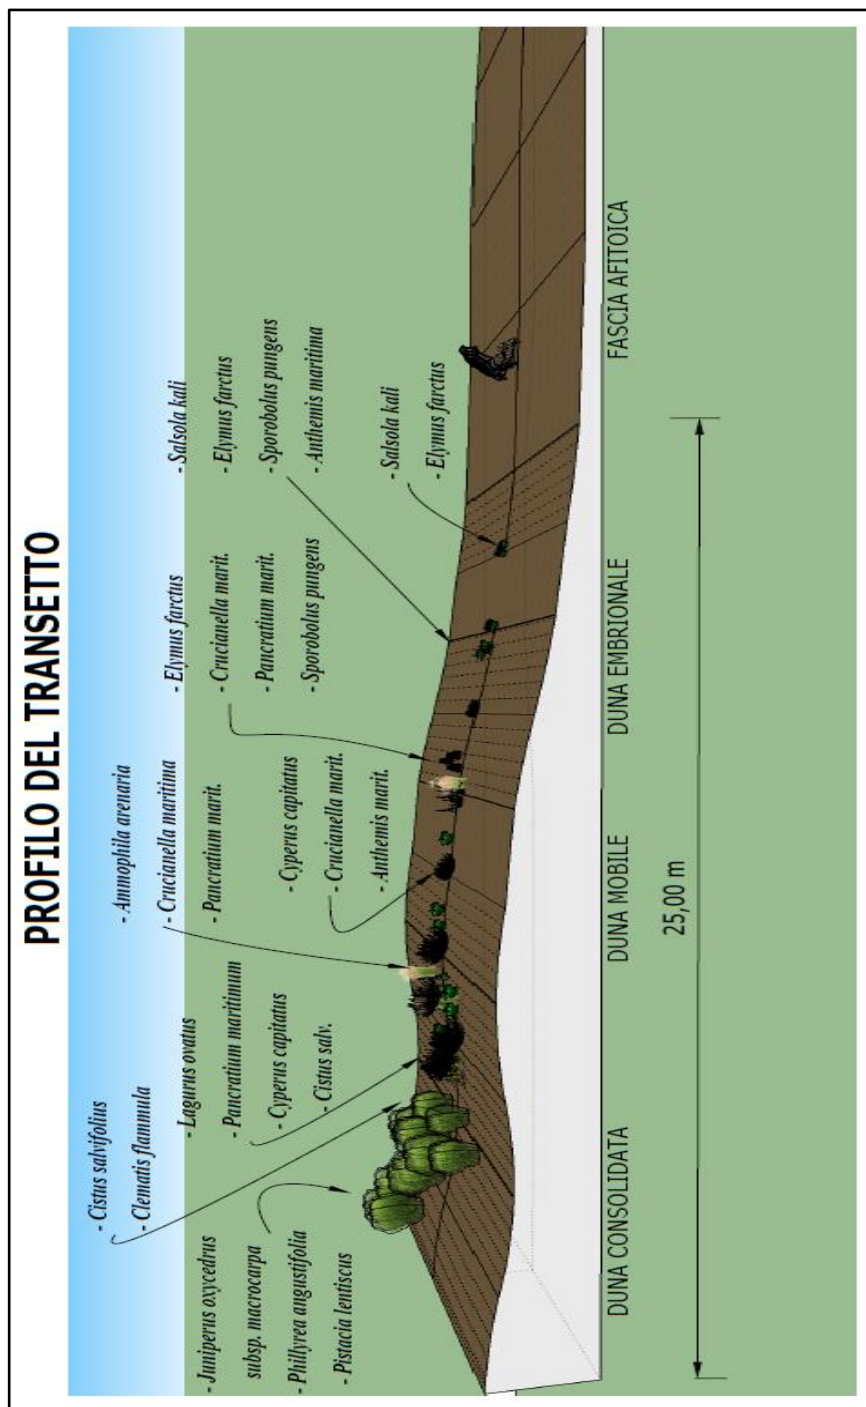 PROFILO DEL TRANSETTO
- Cistus salvifolius
- Clematis flammula
- Juniperus oxycedrus
subsp. macrocarpa
- Phillyrea angustifolia
- Pistacia lentiscus
- Lagurus ovatus
- Pancratium maritimum
- Cyperus capitatus
- Cistus salv.
- Ammophila arenaria
- Crucianella maritima
- Pancratium marit.
- Cyperus capitatus
- Crucianella marit.
- Anthemis marit.
- Elymus farctus
- Crucianella marit.
- Pancratium marit.
- Sporobolus pungens
- Salsola kali
- Elymus farctus
- Sporobolus pungens
- Anthemis maritima
- Salsola kali
- Elymus farctus
DUNA CONSOLIDATA
DUNA MOBILE
DUNA EMBRIONALE
FASCIA AFITOICA
25,00 m